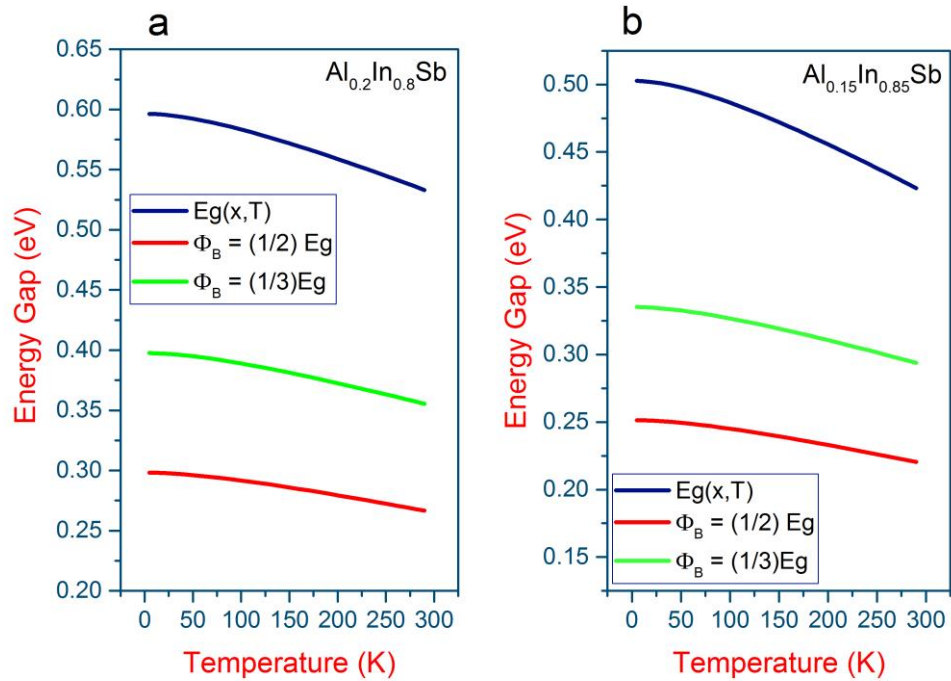 a
Al0.2In0.8Sb
Energy Gap (eV)
0.65
0.60
0.55
0.50
0.45
0.40
0.35
0.30
0.25
0.20
Eg(x,T)
ΦB = (1/2) Eg
ΦB = (1/3)Eg
0 50 100 150 200 250 300
Temperature (K)
b
Al0.15In0.85Sb
Energy Gap (eV)
0.50
0.45
0.40
0.35
0.30
0.25
0.20
0.15
Eg(x,T)
ΦB = (1/2) Eg
ΦB = (1/3)Eg
0 50 100 150 200 250 300
Temperature (K)